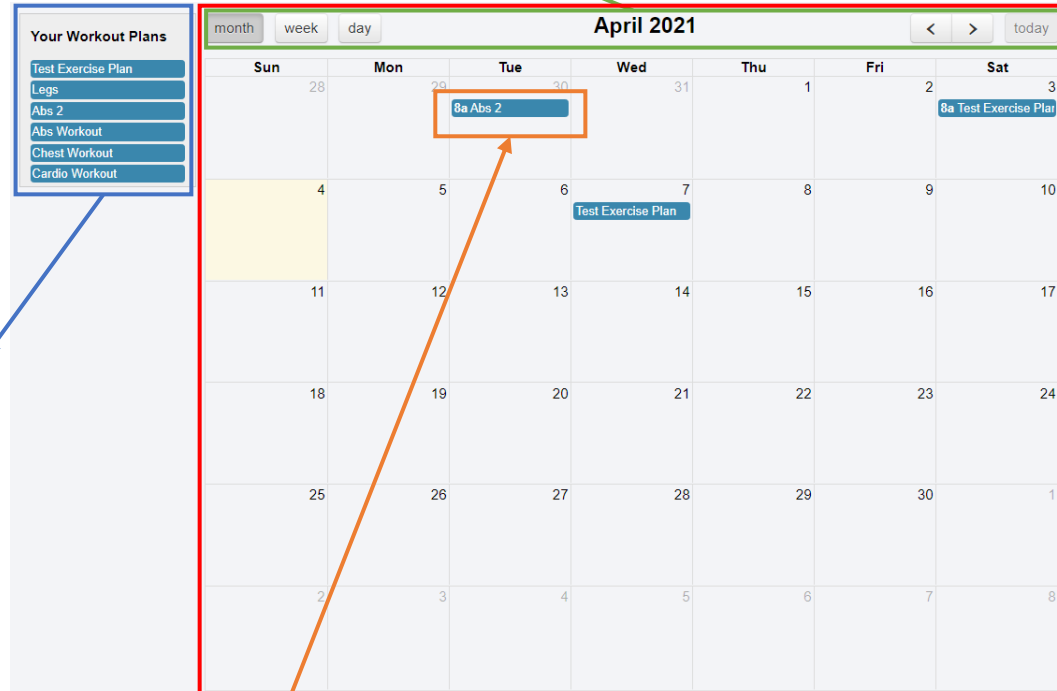 Your Workout Plans
Test Exercise Plan
Legs
Abs 2
Abs Workout
Chest Workout
Cardio Workout
month week day April 2021 < > today
Sun Mon Tue Wed Thu Fri Sat
28 29 30 31 1 2 3
8a Abs 2 8a Test Exercise Plan
4 5 6 7 8 9 10
Test Exercise Plan
11 12 13 14 15 16 17
18 19 20 21 22 23 24
25 26 27 28 29 30 1
2 3 4 5 6 7 8